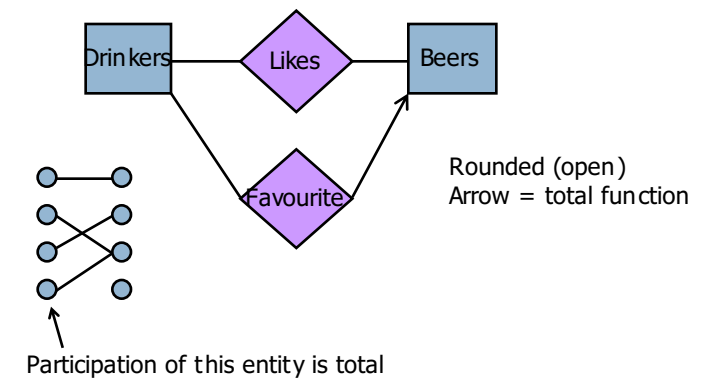 Drinkers
Likes
Beers
Favourite
Rounded (open)
Arrow = total function
Participation of this entity is total